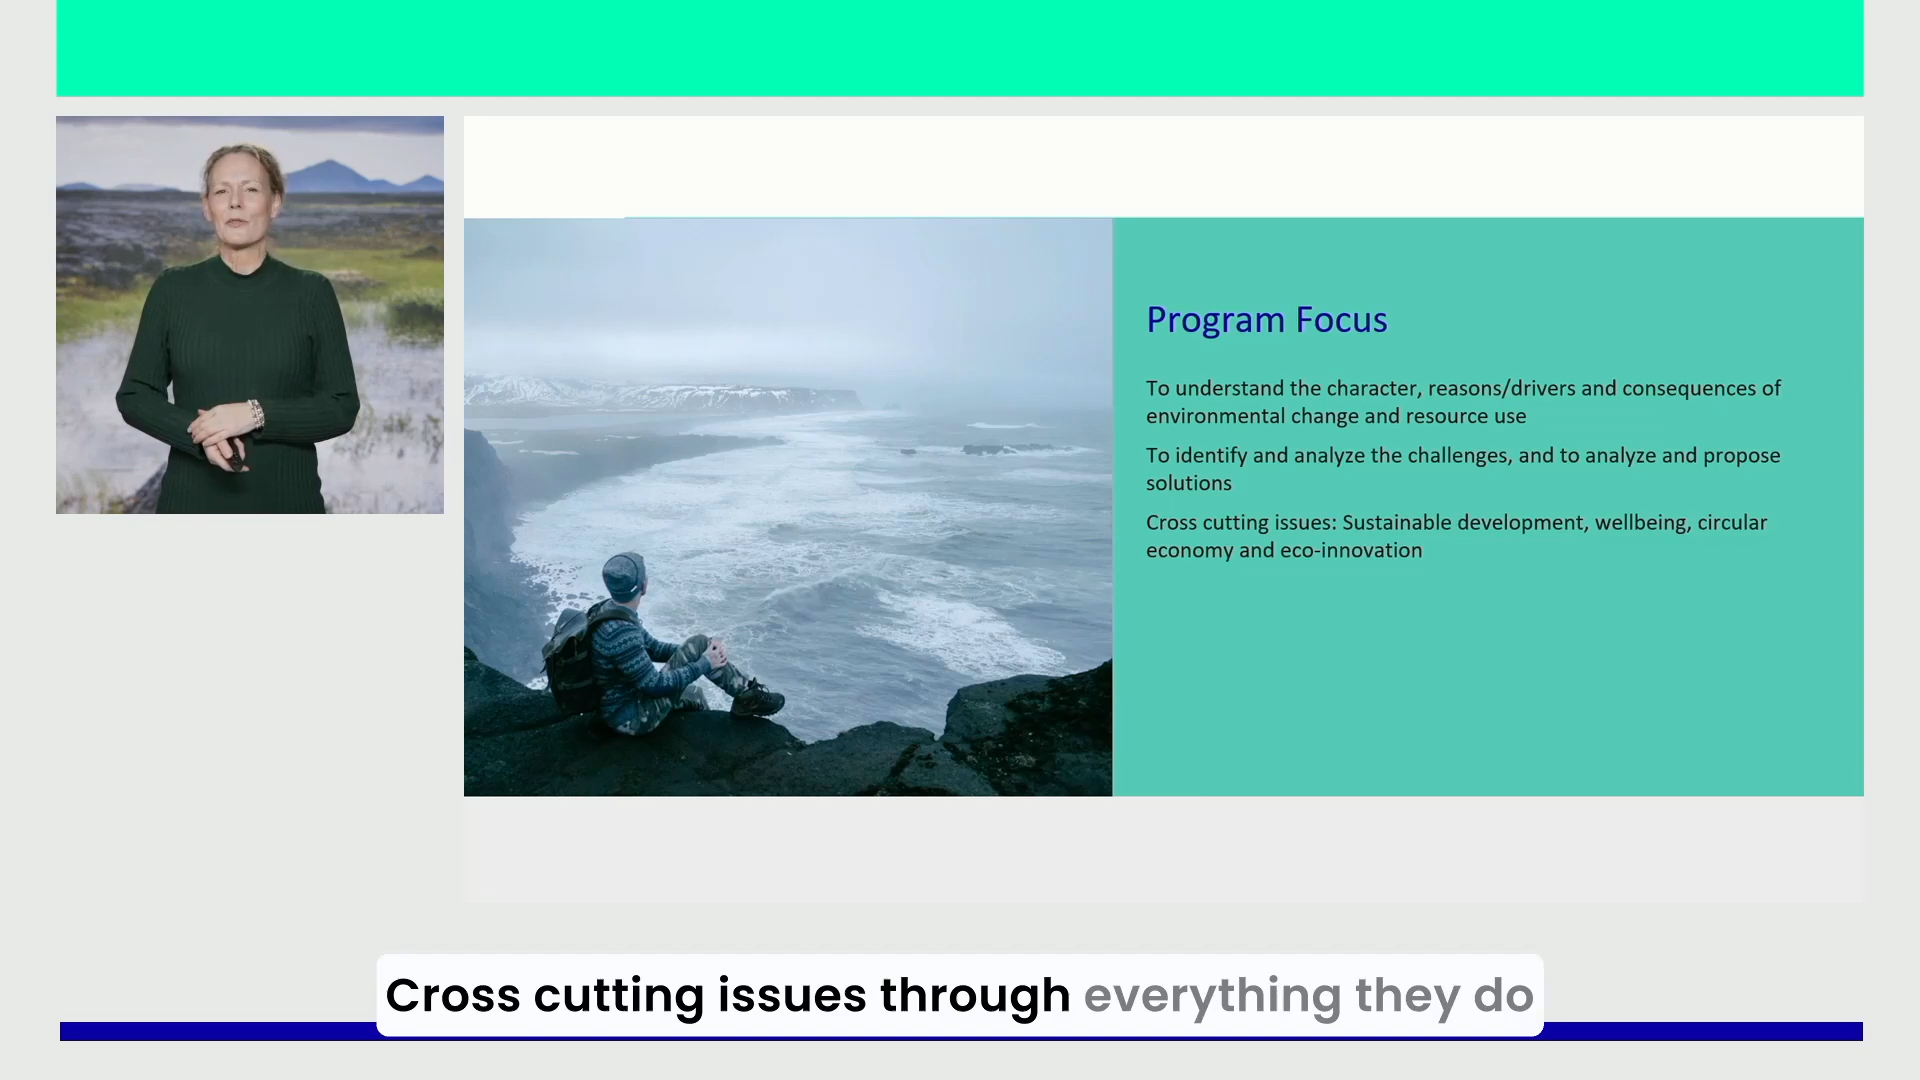 Program Focus
To understand the character, reasons/drivers and consequences of
environmental change and resource use
To identify and analyze the challenges, and to analyze and propose
solutions
Cross cutting issues: Sustainable development, wellbeing, circular
economy and eco-innovation
Cross cutting issues through everything they do